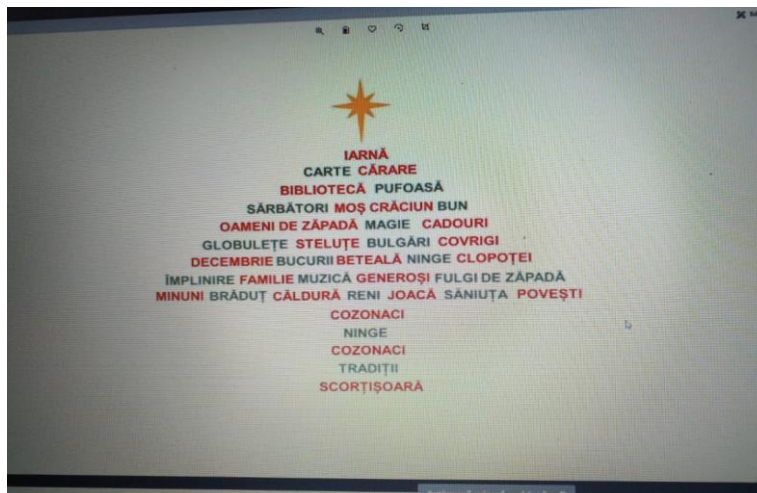 IARNĂ
CARTE CĂRARE
BIBLIOTECĂ PUFOASĂ
SĂRBĂTORI MOȘ CRĂCIUN BUN
OAMENI DE ZĂPADĂ MAGIE CADOURI
GLOBULEȚE STELUȚE BULGĂRI COVRIGI
DECEMBRIE BUCURII BETEALĂ NINGE CLOPOȚEI
ÎMPLINIRE FAMILIE MUZICĂ GENEROȘI FULGI DE ZĂPADĂ
MINUNI BRĂDUȚ CĂLDURĂ RENI JOACĂ SĂNIUȚA POVEȘTI
COZONACI
NINGE
COZONACI
TRADIȚII
SCORȚIȘOARĂ